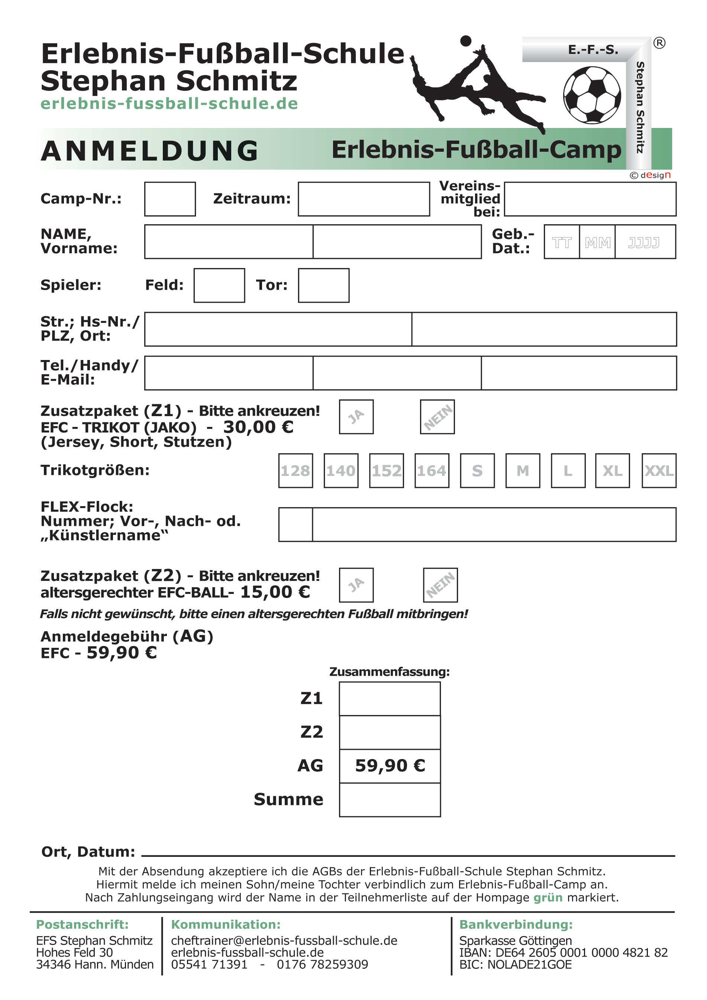 Erlebnis-Fußball-Schule
Stephan Schmitz
erlebnis-fussball-schule.de
E.-F.-S.
®
Stephan Schmitz
ANMELDUNG Erlebnis-Fußball-Camp
© design
Camp-Nr.: Zeitraum: Vereins-
mitglied
bei:
NAME,
Vorname:
Geb.-
Dat.:
TT MM JJJJ
Spieler: Feld: Tor:
Str.; Hs-Nr./
PLZ, Ort:
Tel./Handy/
E-Mail:
Zusatzpaket (Z1) - Bitte ankreuzen! JA NEIN
EFC - TRIKOT (JAKO) - 30,00 €
(Jersey, Short, Stutzen)
Trikotgrößen: 128 140 152 164 S M L XL XXL
FLEX-Flock:
Nummer; Vor-, Nach- od.
„Künstlername“
Zusatzpaket (Z2) - Bitte ankreuzen! JA NEIN
altersgerechter EFC-BALL- 15,00 €
Falls nicht gewünscht, bitte einen altersgerechten Fußball mitbringen!
Anmeldegebühr (AG)
EFC - 59,90 €
Zusammenfassung:
Z1
Z2
AG 59,90 €
Summe
Ort, Datum:
Mit der Absendung akzeptiere ich die AGBs der Erlebnis-Fußball-Schule Stephan Schmitz.
Hiermit melde ich meinen Sohn/meine Tochter verbindlich zum Erlebnis-Fußball-Camp an.
Nach Zahlungseingang wird der Name in der Teilnehmerliste auf der Hompage grün markiert.
Postanschrift:
EFS Stephan Schmitz
Hohes Feld 30
34346 Hann. Münden
Kommunikation:
cheftrainer@erlebnis-fussball-schule.de
erlebnis-fussball-schule.de
05541 71391 - 0176 78259309
Bankverbindung:
Sparkasse Göttingen
IBAN: DE64 2605 0001 0000 4821 82
BIC: NOLADE21GOE